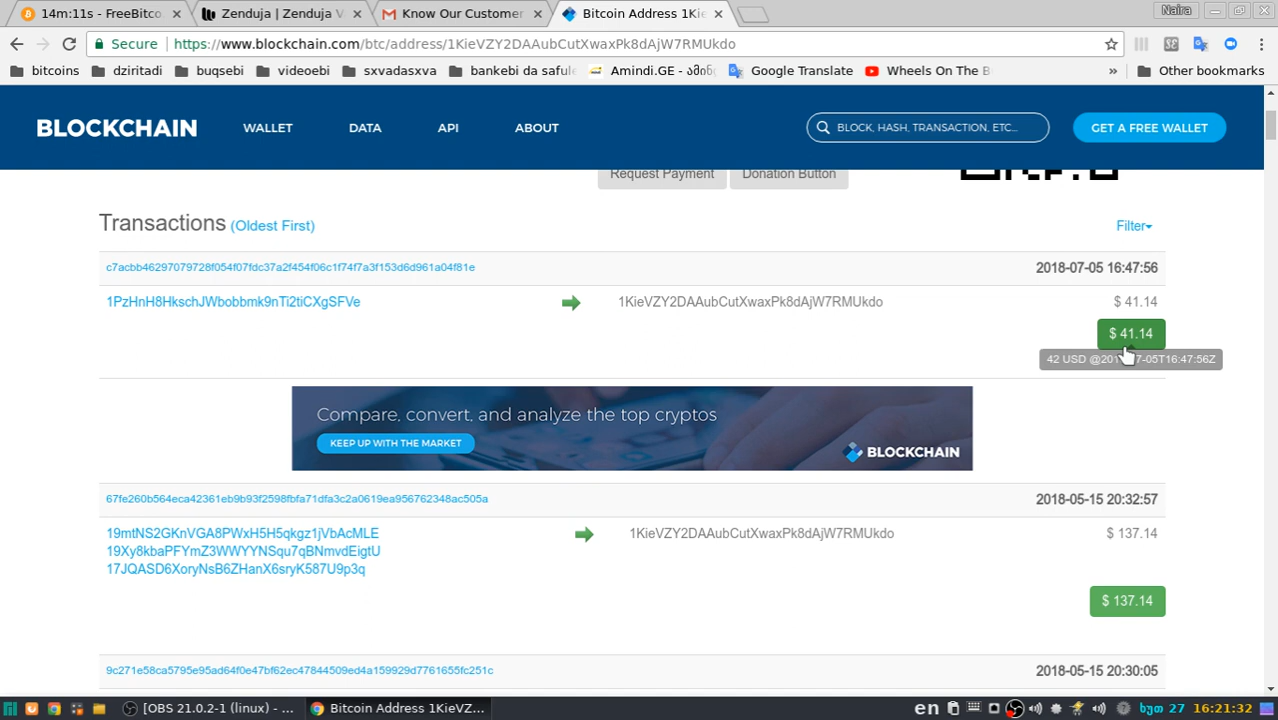 14m:11s - FreeBitco
Zenduja | Zenduja V
Know Our Customer
Bitcoin Address 1Kie
Naira
Secure
https://www.blockchain.com/btc/address/1KieVZY2DAAubCutXwaxPk8dAjW7RMUkdo
bitcoins
dziritadi
buqsebi
videoebi
sxvadasxva
bankebi da safule
Amindi.GE - ამინდ
Google Translate
Wheels On The B
»
Other bookmarks
BLOCKCHAIN
WALLET
DATA
API
ABOUT
BLOCK, HASH, TRANSACTION, ETC...
GET A FREE WALLET
Request Payment
Donation Button
Transactions (Oldest First)
Filter
c7acbb46297079728f054f07fdc37a2f454f06c1f74f7a3f153d6d961a04f81e
2018-07-05 16:47:56
1PzHnH8HkschJWbobbmk9nTi2tiCXgSFVe
1KieVZY2DAAubCutXwaxPk8dAjW7RMUkdo
$ 41.14
$ 41.14
42 USD
Compare, convert, and analyze the top cryptos
KEEP UP WITH THE MARKET
BLOCKCHAIN
67fe260b564eca42361eb9b93f2598fbfa71dfa3c2a0619ea956762348ac505a
2018-05-15 20:32:57
19mtNS2GKnVGA8PWxH5H5qkgz1jVbAcMLE
1KieVZY2DAAubCutXwaxPk8dAjW7RMUkdo
$ 137.14
19Xy8kbaPFYmZ3WWYYNSqu7qBNmvdEigtU
17JQASD6XoryNsB6ZHanX6sryK587U9p3q
$ 137.14
9c271e58ca5795e95ad64f0e47bf62ec47844509ed4a159929d7761655fc251c
2018-05-15 20:30:05
[OBS 21.0.2-1 (linux) - ...
Bitcoin Address 1KieVZ...
en
ხუთ 27
16:21:32